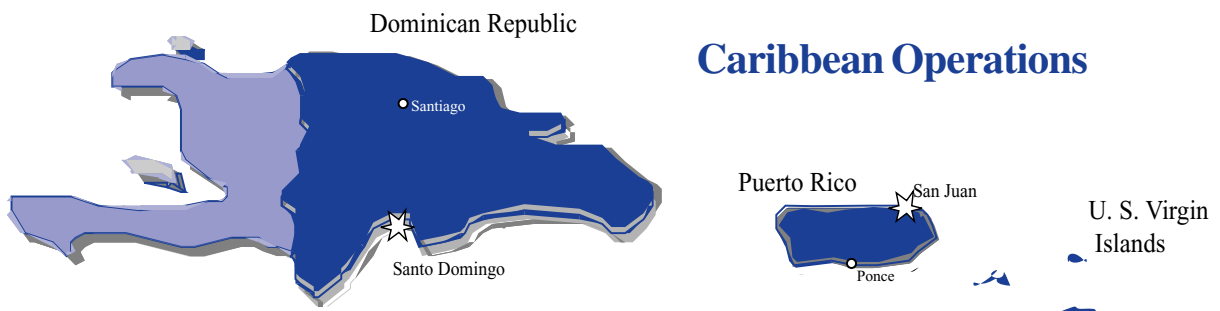 Dominican Republic
Caribbean Operations
Santiago
Puerto Rico
San Juan
U. S. Virgin
Islands
Santo Domingo
Ponce